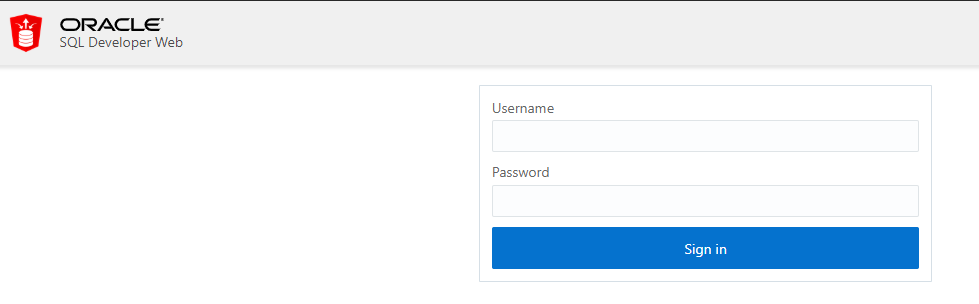 ORACLE
SQL Developer Web
Username
Password
Sign in